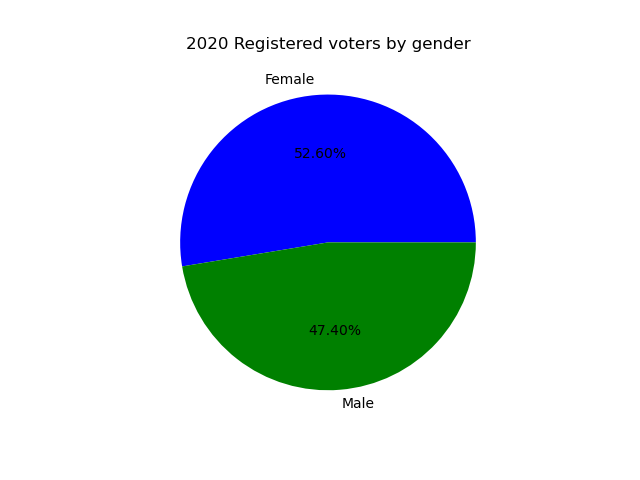 2020 Registered voters by gender
Female
52.60%
47.40%
Male